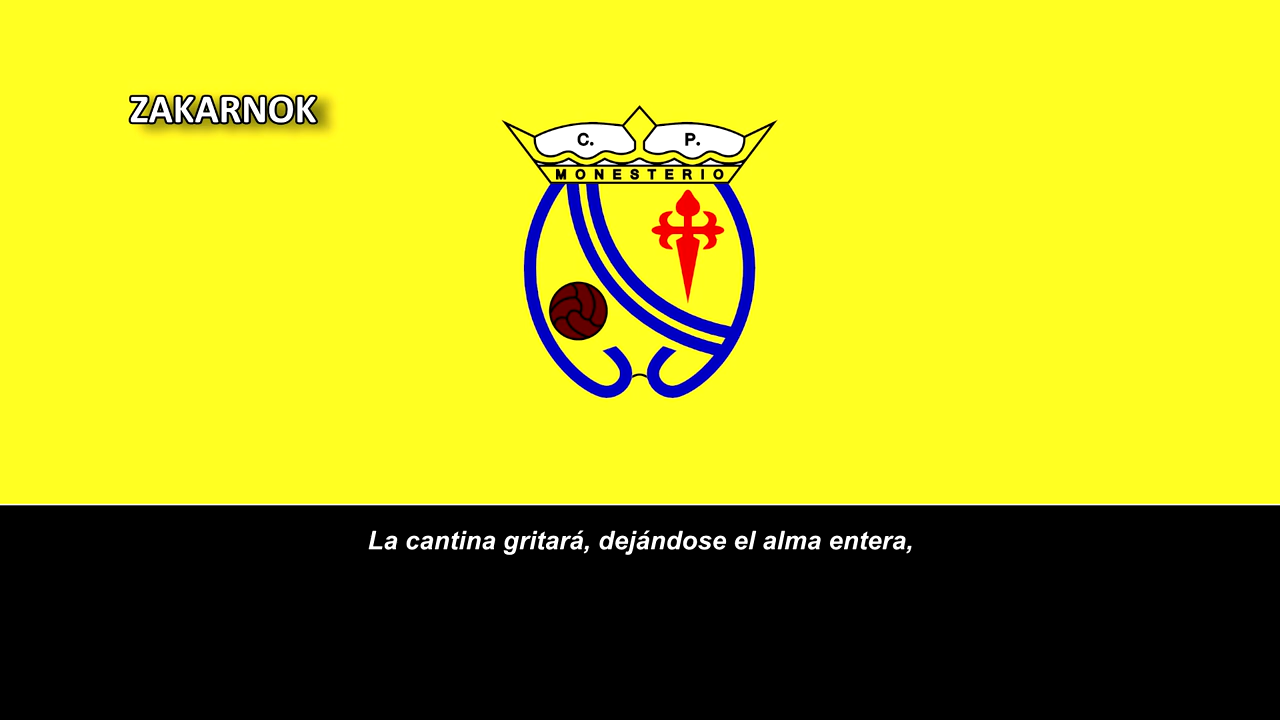 ZAKARNOK
C. P.
MONESTERIO
La cantina gritará, dejándose el alma entera,